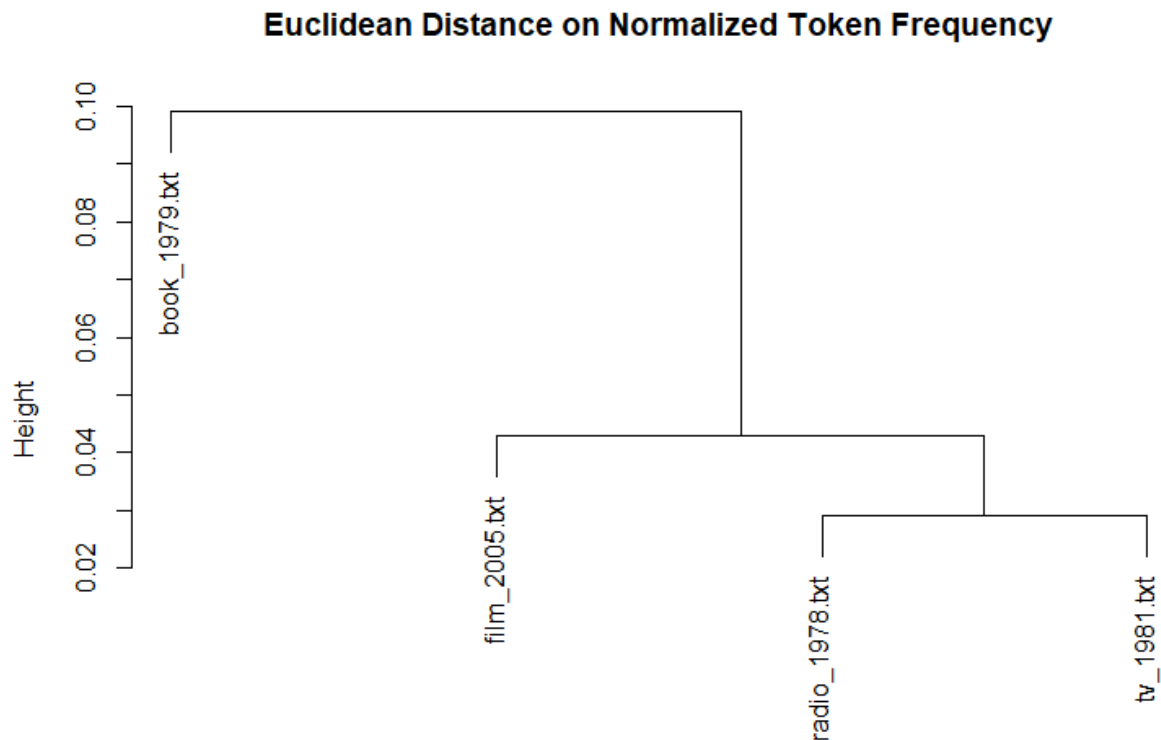 Euclidean Distance on Normalized Token Frequency
Height
0.10
0.08
0.06
0.04
0.02
book_1979.txt
film_2005.txt
radio_1978.txt
tv_1981.txt